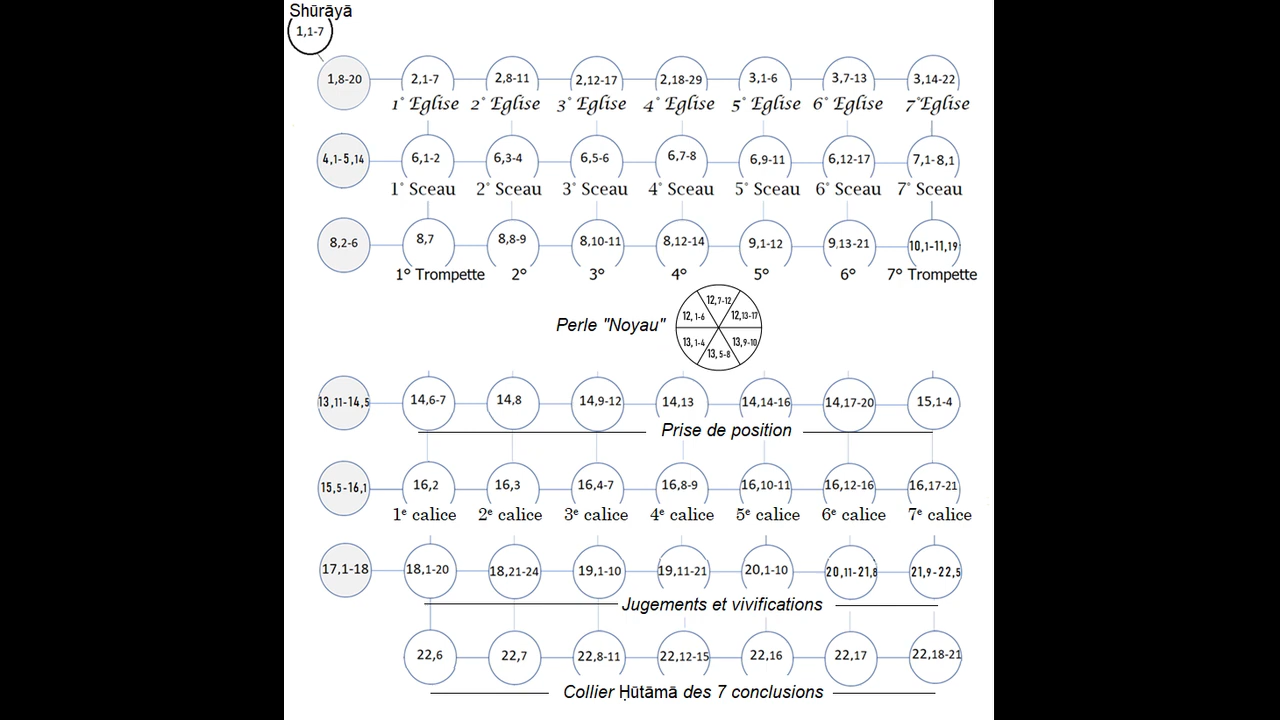 Shūrāyā
1,1-7
1,8-20 2,1-7 2,8-11 2,12-17 2,18-29 3,1-6 3,7-13 3,14-22
1° Eglise 2° Eglise 3° Eglise 4° Eglise 5° Eglise 6° Eglise 7°Eglise
4,1-5,14 6,1-2 6,3-4 6,5-6 6,7-8 6,9-11 6,12-17 7,1-8,1
1° Sceau 2° Sceau 3° Sceau 4° Sceau 5° Sceau 6° Sceau 7° Sceau
8,2-6 8,7 8,8-9 8,10-11 8,12-14 9,1-12 9,13-21 10,1-11,19
1° Trompette 2° 3° 4° 5° 6° 7° Trompette
12,7-12
12,1-6 12,13-17
Perle "Noyau"
13,1-4 13,9-10
13,5-8
13,11-14,5 14,6-7 14,8 14,9-12 14,13 14,14-16 14,17-20 15,1-4
Prise de position
15,5-16,1 16,2 16,3 16,4-7 16,8-9 16,10-11 16,12-16 16,17-21
1e calice 2e calice 3e calice 4e calice 5e calice 6e calice 7e calice
17,1-18 18,1-20 18,21-24 19,1-10 19,11-21 20,1-10 20,11-21,8 21,9-22,5
Jugements et vivifications
22,6 22,7 22,8-11 22,12-15 22,16 22,17 22,18-21
Collier Ḥūtāmā des 7 conclusions